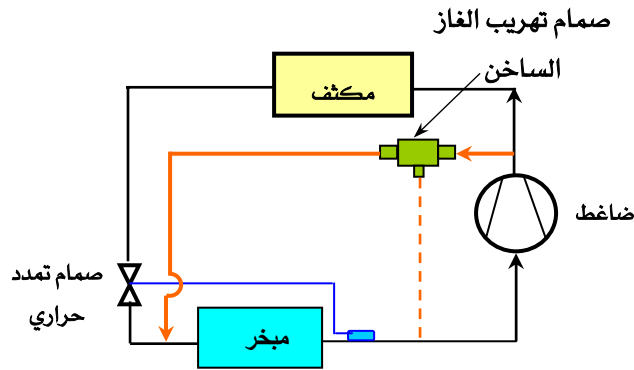 صمام تهريب الغاز
الساخن
مكثف
ضاغط
صمام تمدد
حراري
مبخر